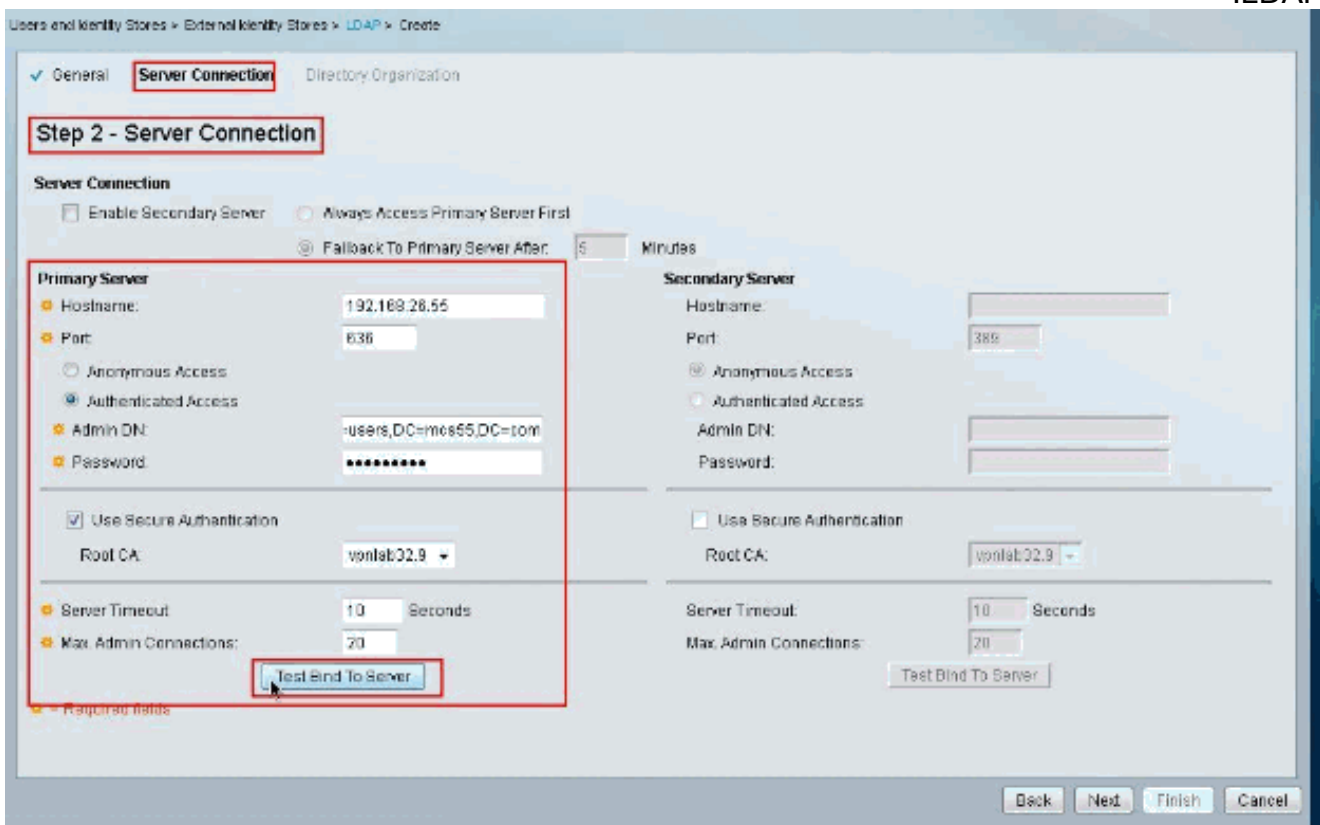 Users and Identity Stores > External Identity Stores > LDAP > Create
General Server Connection Directory Organization
Step 2 - Server Connection
Server Connection
Enable Secondary Server Always Access Primary Server First
Fallback To Primary Server After: 5 Minutes
Primary Server Secondary Server
Hostname: 192.168.26.55 Hostname:
Port: 636 Port: 389
Anonymous Access Anonymous Access
Authenticated Access Authenticated Access
Admin DN: =users,DC=mcs55,DC=com Admin DN:
Password: ••••••••• Password:
Use Secure Authentication Use Secure Authentication
Root CA: vpnlab32.9 Root CA: vpnlab32.9
Server Timeout 10 Seconds Server Timeout: 10 Seconds
Max. Admin Connections: 20 Max. Admin Connections: 20
Test Bind To Server Test Bind To Server
= Required fields
Back Next Finish Cancel